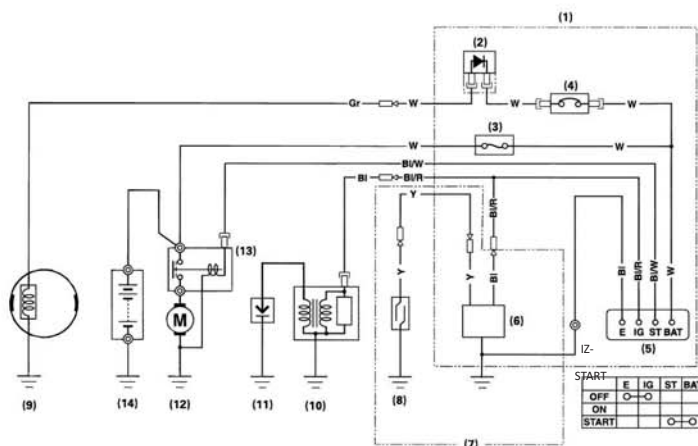 (1)
(2)
(4)
Gr W W W
(3)
W W
Bl/W
Bl Bl/R
Y
Bl/R
(13)
Y Y Bl
Bl Bl/R Bl/W W
M
(6)
E IG ST BAT
(5)
IZ-
START
(9) (14) (12) (11) (10) (8)
(7)
E IG ST BAT
OFF
ON
START